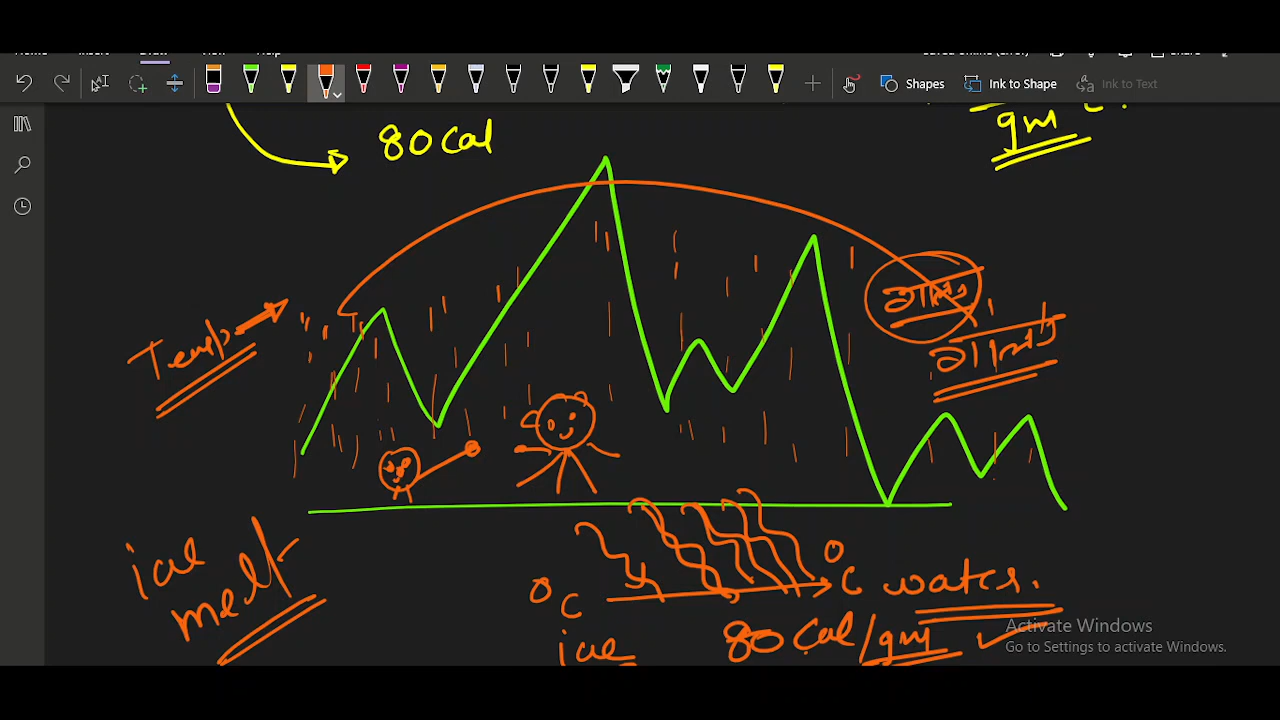 Shapes
Ink to Shape
Ink to Text
80 Cal
gm
Temp
ice
melt
0°C
ice
0°C water.
80 Cal/gm
Activate Windows
Go to Settings to activate Windows.